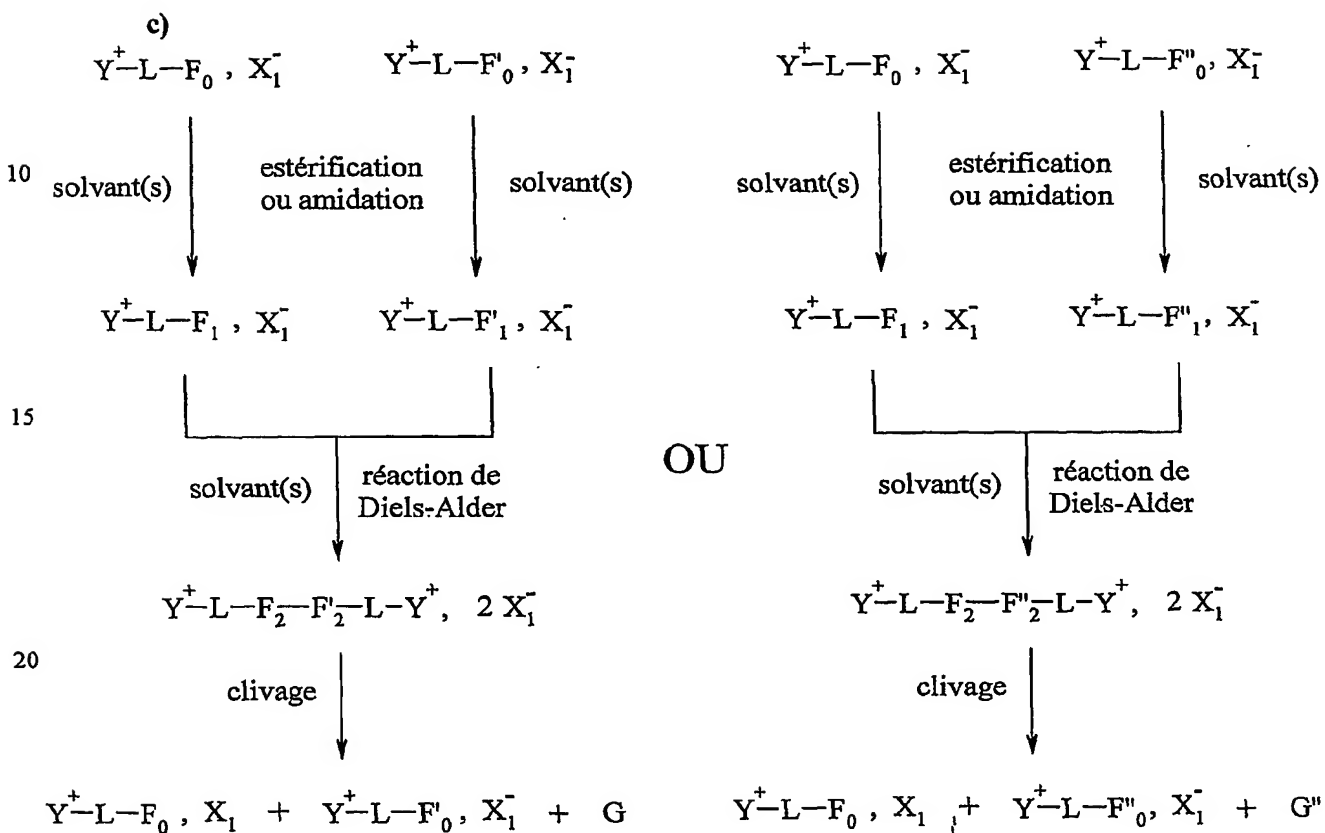 c)
Y⁺–L–F₀ , X₁⁻ Y⁺–L–F'₀ , X₁⁻ Y⁺–L–F₀ , X₁⁻ Y⁺–L–F"₀, X₁⁻
10 solvant(s) estérification ou amidation solvant(s) solvant(s) estérification ou amidation solvant(s)
Y⁺–L–F₁ , X₁⁻ Y⁺–L–F'₁ , X₁⁻ Y⁺–L–F₁ , X₁⁻ Y⁺–L–F"₁, X₁⁻
15
OU
solvant(s) réaction de Diels-Alder solvant(s) réaction de Diels-Alder
Y⁺–L–F₂–F'₂–L–Y⁺, 2 X₁⁻ Y⁺–L–F₂–F"₂–L–Y⁺, 2 X₁⁻
20
clivage clivage
Y⁺–L–F₀ , X₁ + Y⁺–L–F'₀, X₁⁻ + G Y⁺–L–F₀ , X₁ + Y⁺–L–F"₀, X₁⁻ + G"